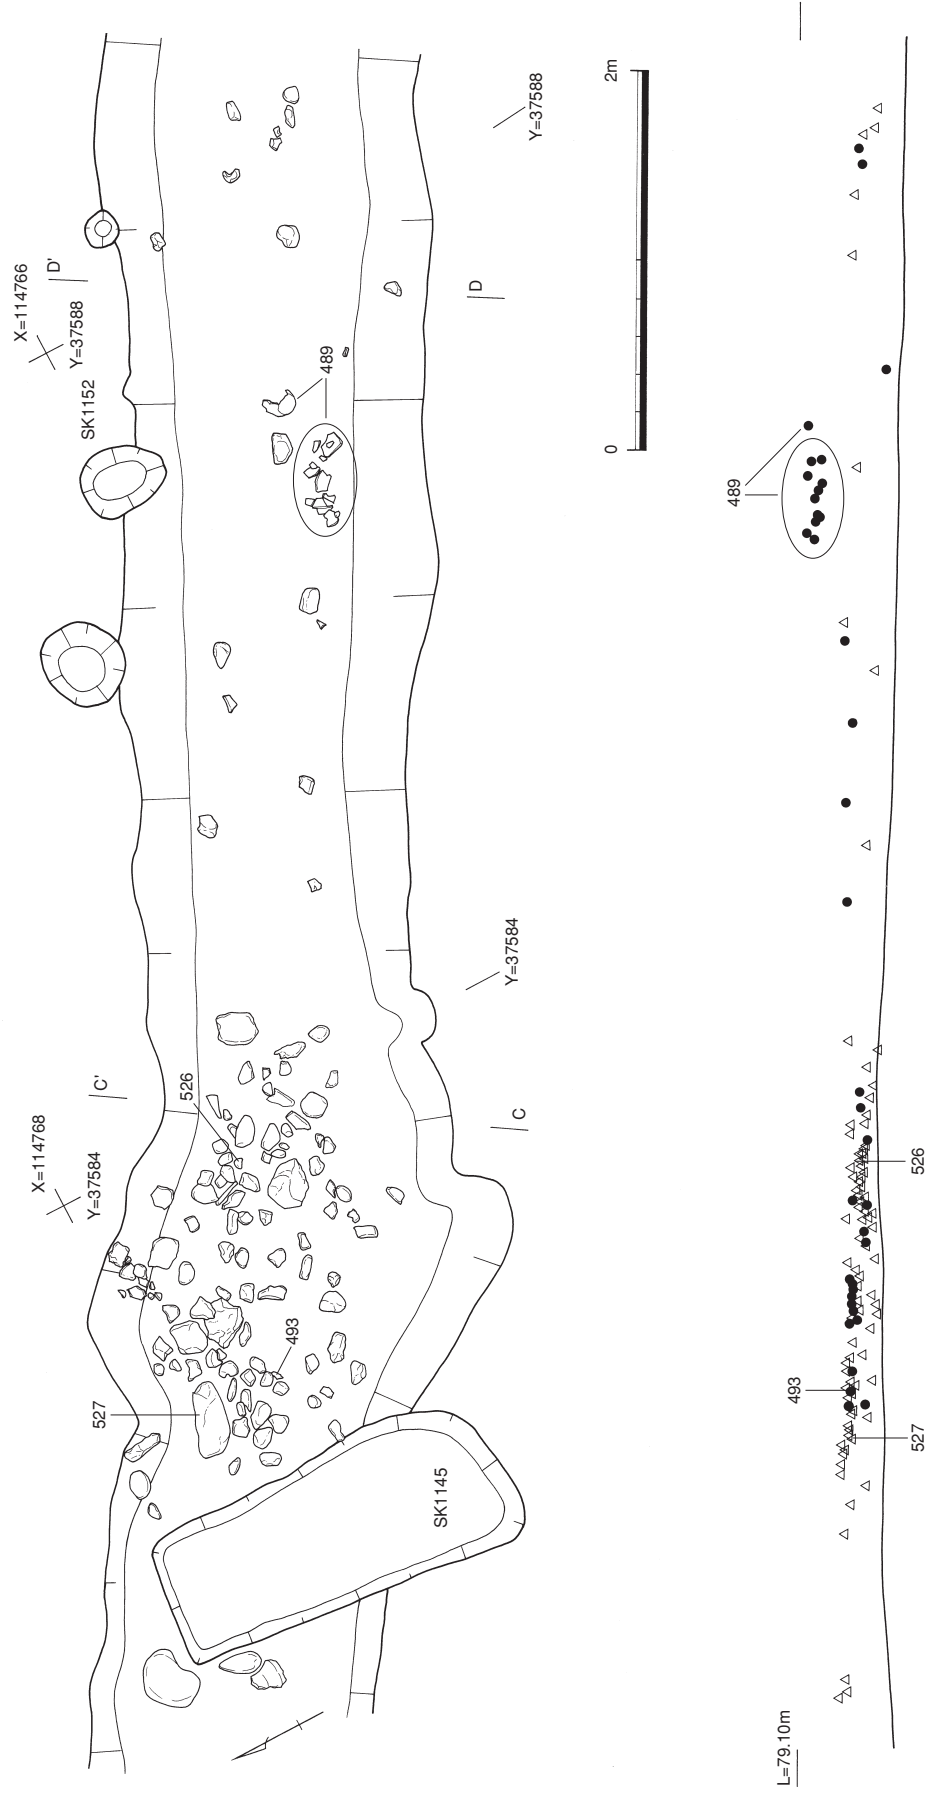 X=114766
Y=37588
D'
SK1152
489
D
Y=37588
2m
0
489
X=114768
Y=37584
C'
526
C
Y=37584
493
527
SK1145
526
493
527
L=79.10m